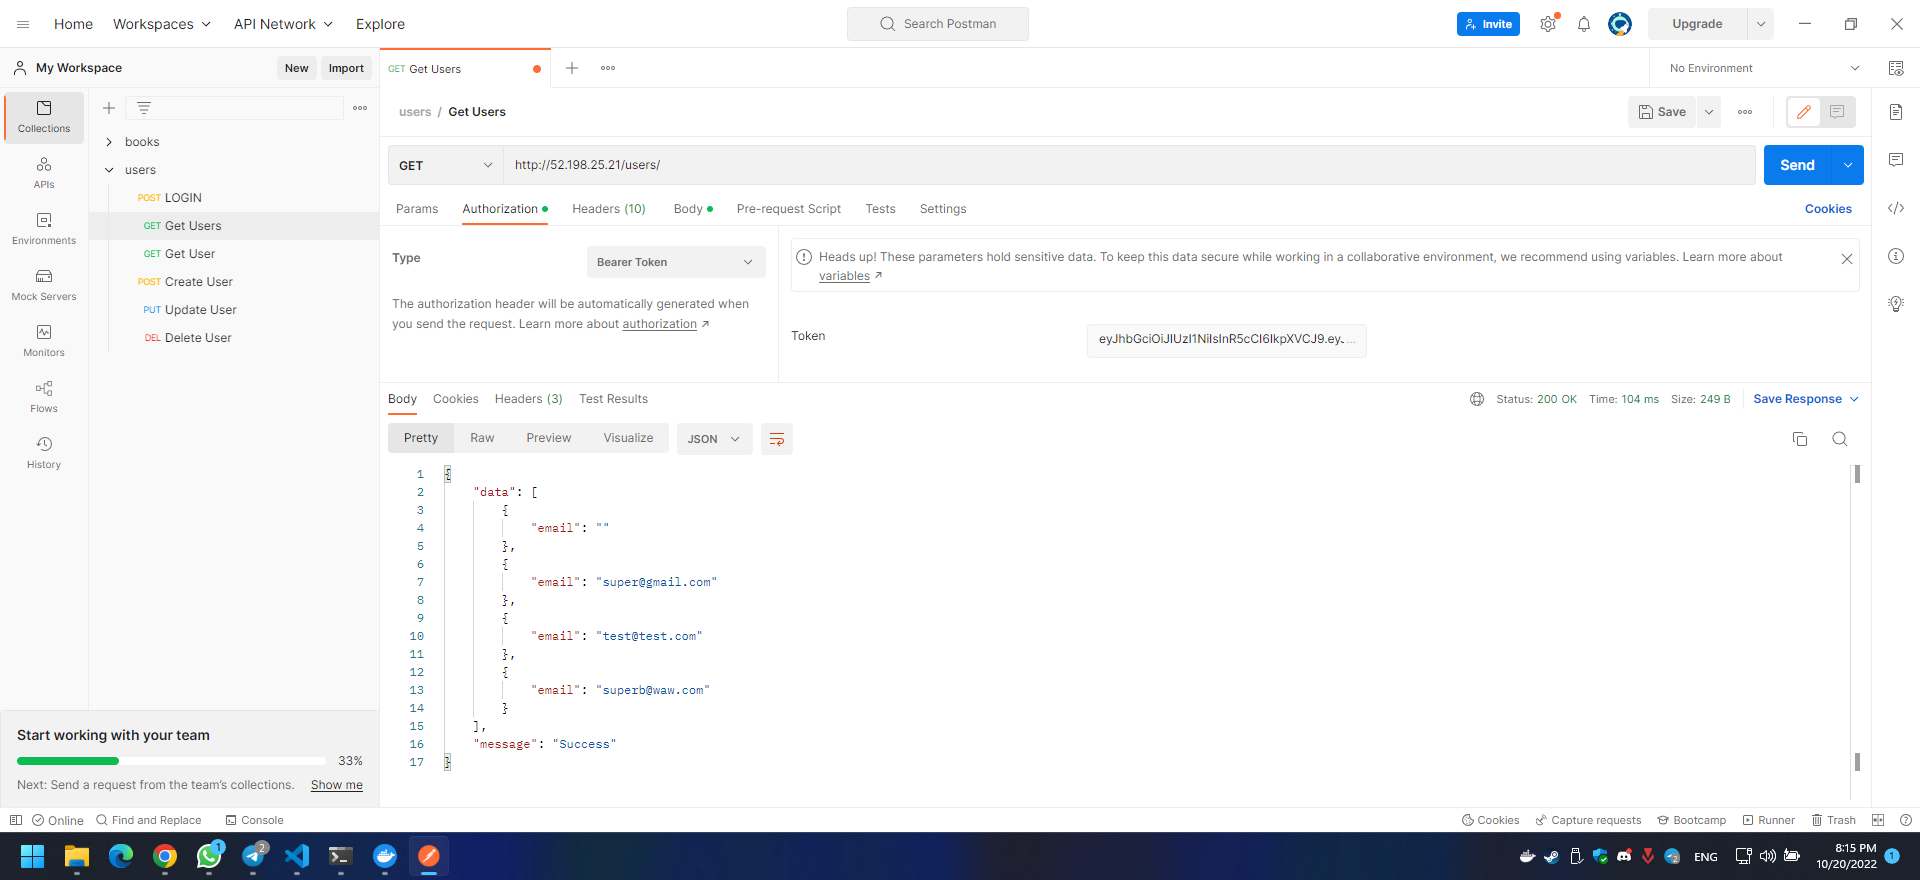 Home Workspaces API Network Explore Search Postman Invite Upgrade
My Workspace New Import GET Get Users No Environment
Collections
APIs
Environments
Mock Servers
Monitors
Flows
History
books
users
POST LOGIN
GET Get Users
GET Get User
POST Create User
PUT Update User
DEL Delete User
Start working with your team
33%
Next: Send a request from the team's collections. Show me
users / Get Users Save
GET http://52.198.25.21/users/ Send
Params Authorization Headers (10) Body Pre-request Script Tests Settings Cookies
Type Bearer Token
The authorization header will be automatically generated when
you send the request. Learn more about authorization ↗
Heads up! These parameters hold sensitive data. To keep this data secure while working in a collaborative environment, we recommend using variables. Learn more about
variables ↗
Token eyJhbGciOiJIUzI1NiIsInR5cCI6IkpXVCJ9.ey. ...
Body Cookies Headers (3) Test Results Status: 200 OK Time: 104 ms Size: 249 B Save Response
Pretty Raw Preview Visualize JSON
1 {
2 "data": [
3 {
4 "email": ""
5 },
6 {
7 "email": "super@gmail.com"
8 },
9 {
10 "email": "test@test.com"
11 },
12 {
13 "email": "superb@waw.com"
14 }
15 ],
16 "message": "Success"
17 }
Online Find and Replace Console Cookies Capture requests Bootcamp Runner Trash
1 2 2 ENG 8:15 PM 1
10/20/2022